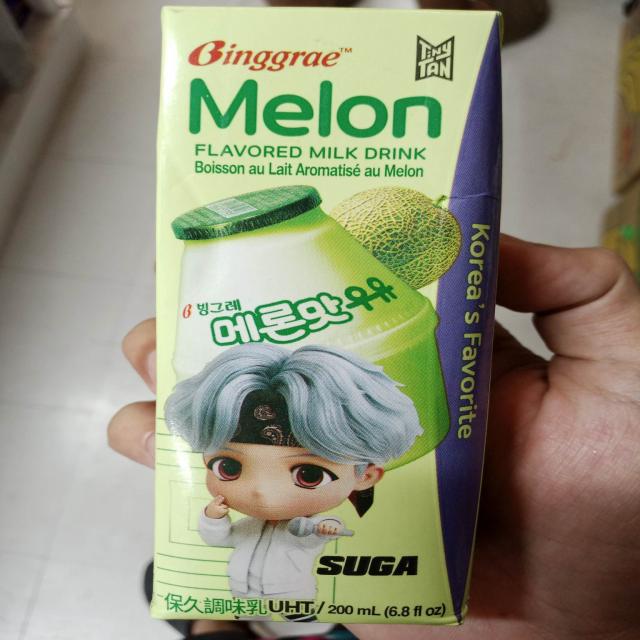 Binggrae™
TINY
TAN
Melon
FLAVORED MILK DRINK
Boisson au Lait Aromatisé au Melon
Korea's Favorite
B 빙그레
메론맛우유
SUGA
保久調味乳 UHT / 200 mL (6.8 fl oz)